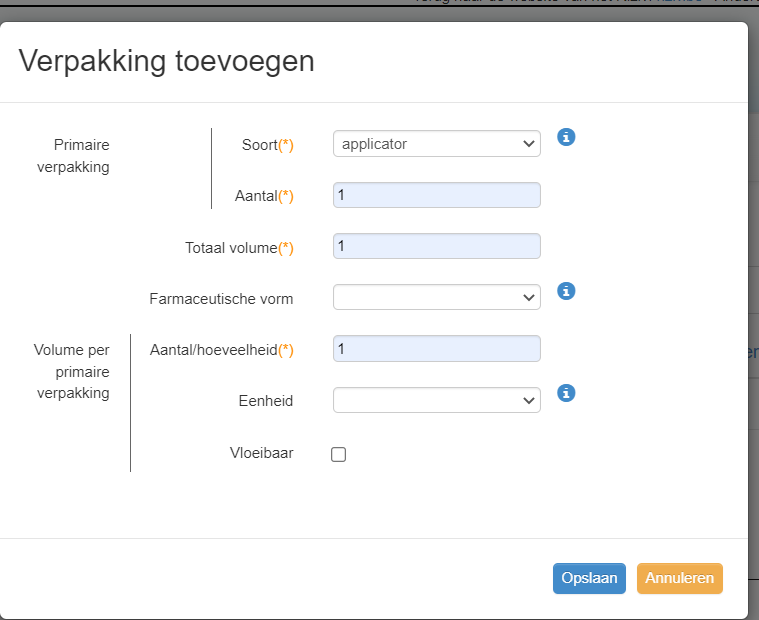 Verpakking toevoegen
Primaire
verpakking
Soort(*)
applicator
Aantal(*)
1
Totaal volume(*)
1
Farmaceutische vorm
Volume per
primaire
verpakking
Aantal/hoeveelheid(*)
1
Eenheid
Vloeibaar
Opslaan
Annuleren